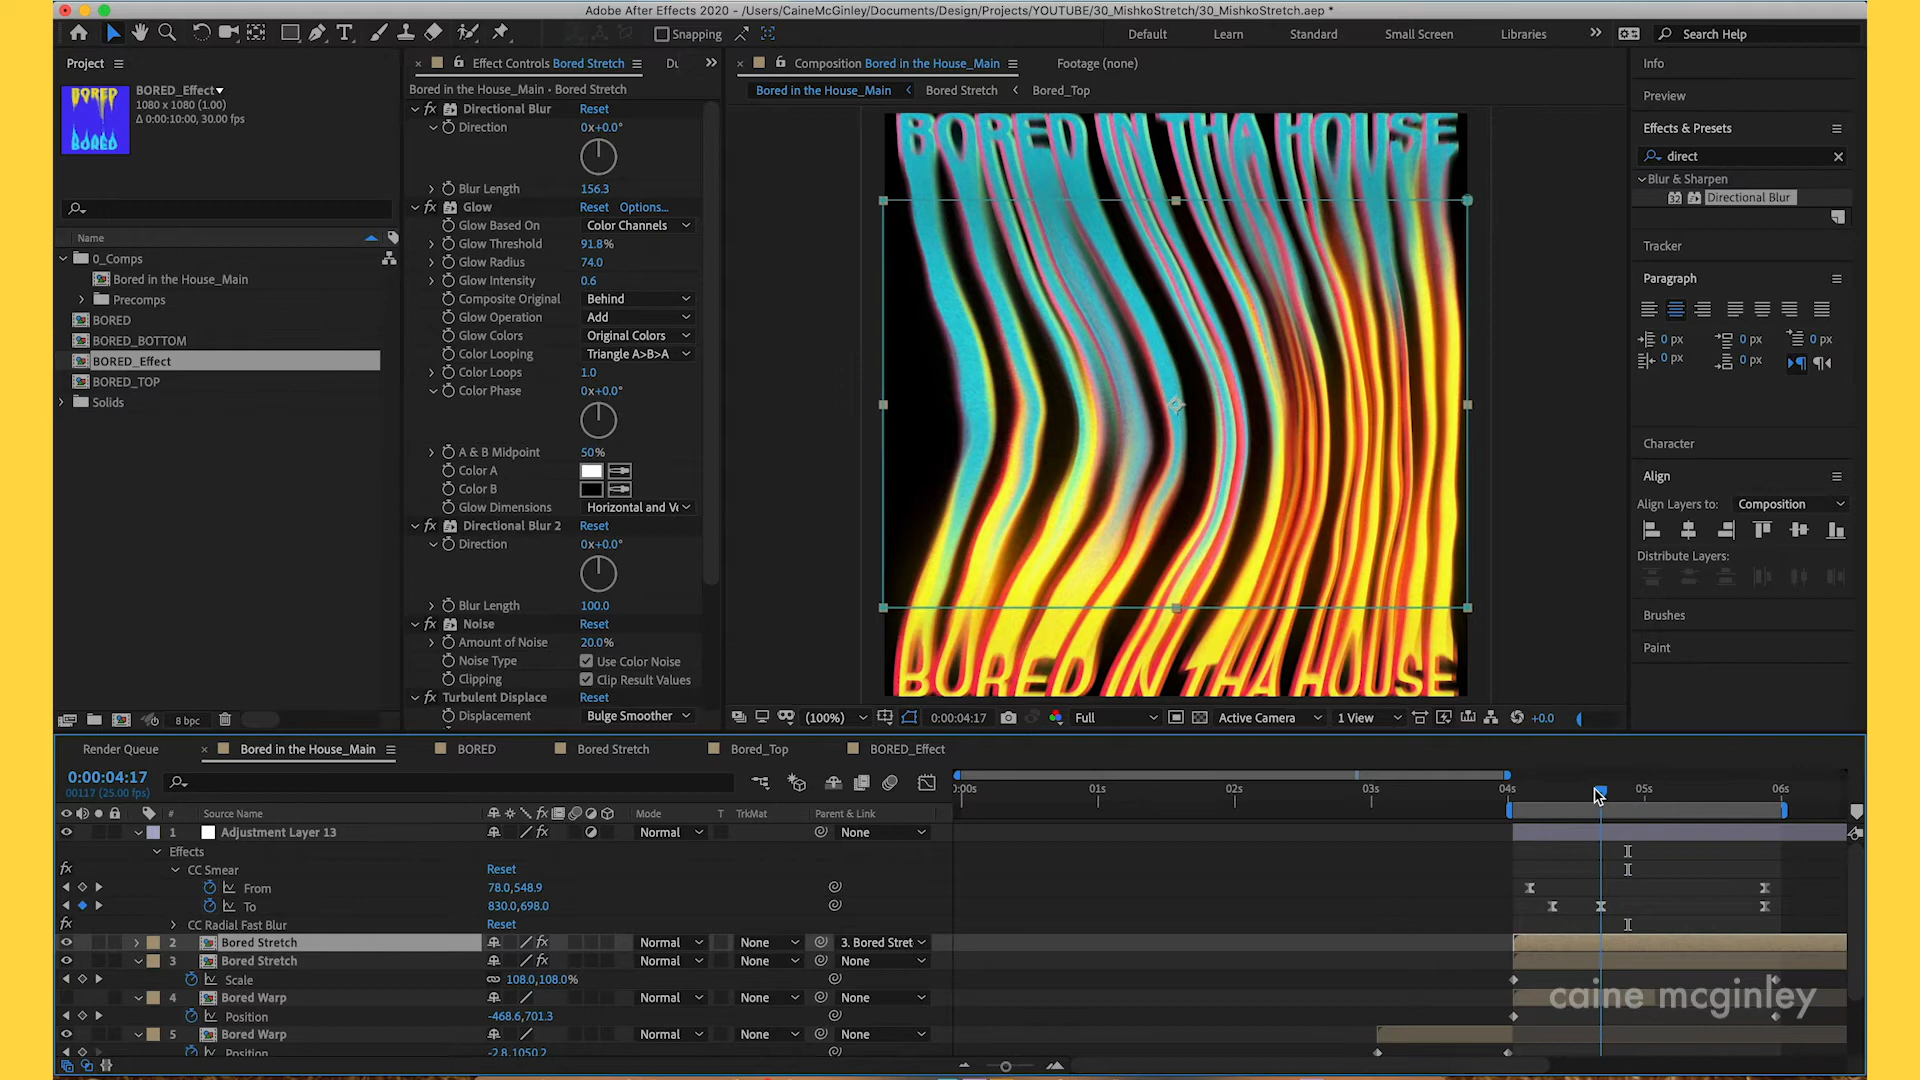 Adobe After Effects 2020 - /Users/CaineMcGinley/Documents/Design/Projects/YOUTUBE/30_MishkoStretch/30_MishkoStretch.aep *
Snapping
Default
Learn
Standard
Small Screen
Libraries
Search Help
Project
BORED_Effect
1080 x 1080 (1.00)
Δ 0:00:10:00, 30.00 fps
BORED
BORED
Name
0_Comps
Bored in the House_Main
Precomps
BORED
BORED_BOTTOM
BORED_Effect
BORED_TOP
Solids
8 bpc
Effect Controls Bored Stretch
Bored in the House_Main • Bored Stretch
fx Directional Blur Reset
Direction 0x+0.0°
Blur Length 156.3
fx Glow Reset Options...
Glow Based On Color Channels
Glow Threshold 91.8%
Glow Radius 74.0
Glow Intensity 0.6
Composite Original Behind
Glow Operation Add
Glow Colors Original Colors
Color Looping Triangle A>B>A
Color Loops 1.0
Color Phase 0x+0.0°
A & B Midpoint 50%
Color A
Color B
Glow Dimensions Horizontal and Ve
fx Directional Blur 2 Reset
Direction 0x+0.0°
Blur Length 100.0
fx Noise Reset
Amount of Noise 20.0%
Noise Type Use Color Noise
Clipping Clip Result Values
fx Turbulent Displace Reset
Displacement Bulge Smoother
Composition Bored in the House_Main
Footage (none)
Bored in the House_Main
Bored Stretch
Bored_Top
BORED IN THA HOUSE
BORED IN THA HOUSE
(100%) 0:00:04:17 Full Active Camera 1 View +0.0
Info
Preview
Effects & Presets
direct
Blur & Sharpen
32 Directional Blur
Tracker
Paragraph
0 px 0 px 0 px
0 px 0 px
Character
Align
Align Layers to: Composition
Distribute Layers:
Brushes
Paint
Render Queue
Bored in the House_Main
BORED
Bored Stretch
Bored_Top
BORED_Effect
0:00:04:17
00117 (25.00 fps)
# Source Name Mode T TrkMat Parent & Link
:00s 01s 02s 03s 04s 05s 06s
1 Adjustment Layer 13 Normal None
Effects
fx CC Smear Reset
From 78.0,548.9
To 830.0,698.0
fx CC Radial Fast Blur Reset
2 Bored Stretch Normal None 3. Bored Stret
3 Bored Stretch Normal None None
Scale 108.0,108.0%
4 Bored Warp Normal None None
Position -468.6,701.3
5 Bored Warp Normal None None
Position -2.8,1050.2
caine mcginley